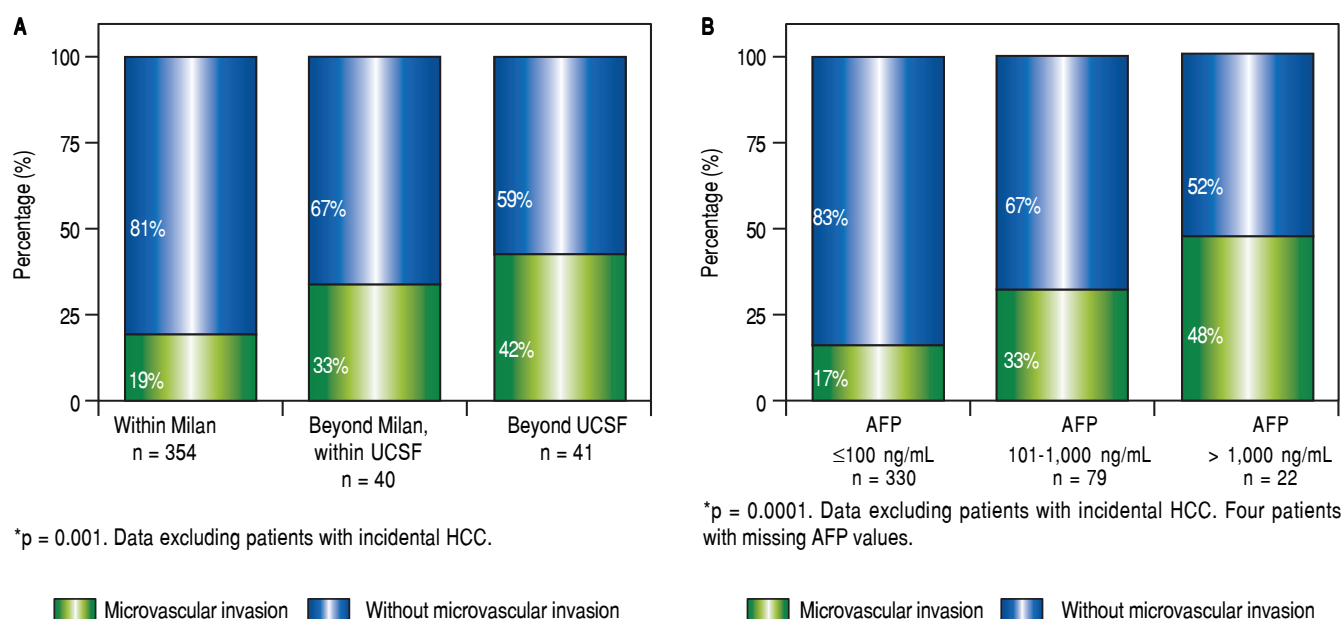 A
Percentage (%)
100
75
50
25
0
81%
67%
59%
19%
33%
42%
Within Milan
n = 354
Beyond Milan,
within UCSF
n = 40
Beyond UCSF
n = 41
*p = 0.001. Data excluding patients with incidental HCC.
Microvascular invasion
Without microvascular invasion
B
Percentage (%)
100
75
50
25
0
83%
67%
52%
17%
33%
48%
AFP
≤100 ng/mL
n = 330
AFP
101-1,000 ng/mL
n = 79
AFP
> 1,000 ng/mL
n = 22
*p = 0.0001. Data excluding patients with incidental HCC. Four patients
with missing AFP values.
Microvascular invasion
Without microvascular invasion